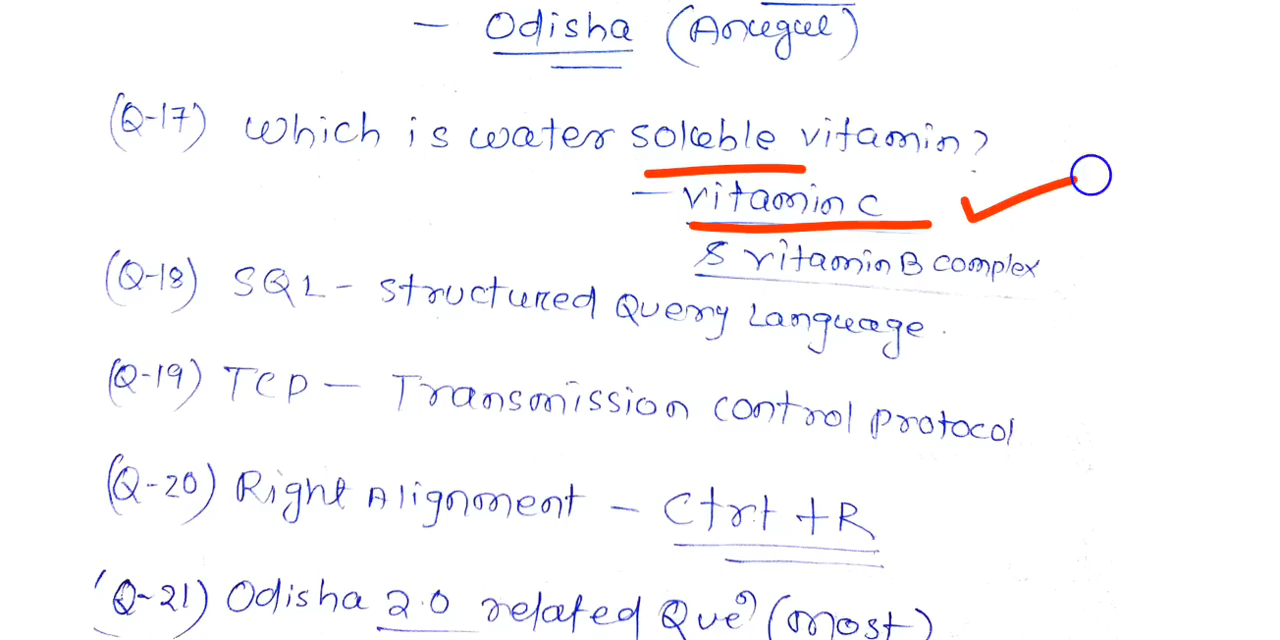 - Odisha (Anugul)
(Q-17) Which is water soluble vitamin?
- vitamin C
& vitamin B complex
(Q-18) SQL - Structured Query Language.
(Q-19) TCP - Transmission control protocol
(Q-20) Right Alignment - Ctrt + R
(Q-21) Odisha 2.0 related Que? (most)